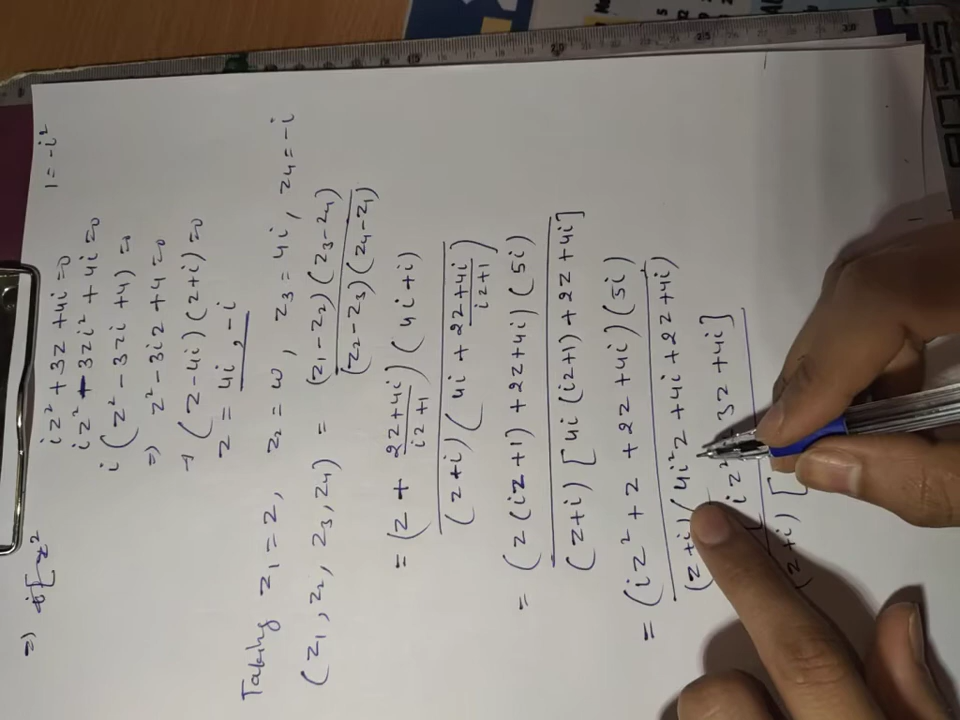 iz² + 3z + 4i = 0 1 = -i²
iz² - 3zi² + 4i = 0
i(z² - 3zi + 4) = 0
⇒ z² - 3iz + 4 = 0
(z - 4i)(z + i) = 0
z = 4i, -i
Taking z₁ = z, z₂ = w, z₃ = 4i, z₄ = -i
(z₁, z₂, z₃, z₄) = (z₁ - z₂)(z₃ - z₄) / (z₂ - z₃)(z₄ - z₁)
= (z + (2z + 4i)/(iz + 1))(4i + i) / (z + i)(4i + (2z + 4i)/(iz + 1))
= (z(iz + 1) + 2z + 4i)(5i) / (z + i)[4i(iz + 1) + 2z + 4i]
= (iz² + z + 2z + 4i)(5i) / (z + i)(4i²z + 4i + 2z + 4i)
iz² 3z + 4i]
(z + i)[